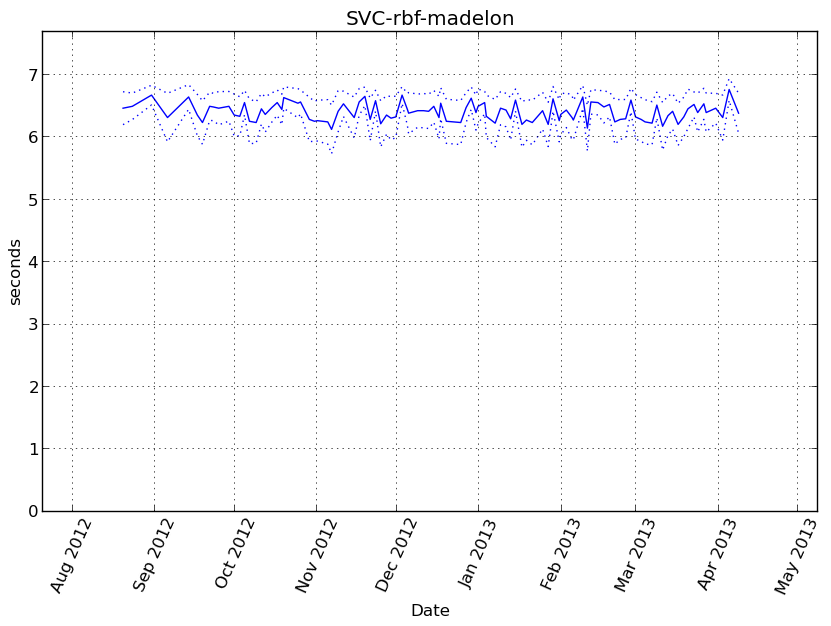 SVC-rbf-madelon
7
6
5
4
3
2
1
0
seconds
Aug 2012
Sep 2012
Oct 2012
Nov 2012
Dec 2012
Jan 2013
Feb 2013
Mar 2013
Apr 2013
May 2013
Date